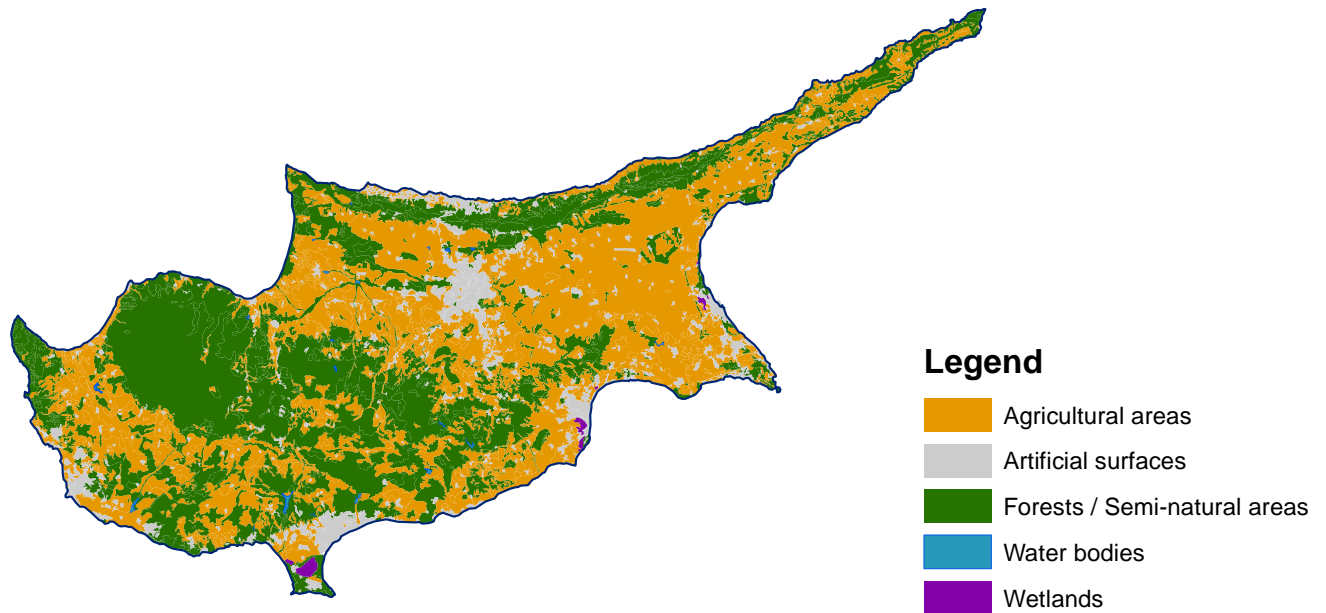 Legend
Agricultural areas
Artificial surfaces
Forests / Semi-natural areas
Water bodies
Wetlands